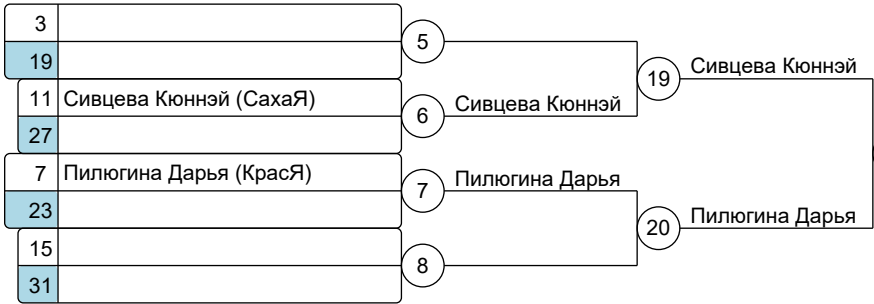 3
5
19
19 Сивцева Кюннэй
11 Сивцева Кюннэй (СахаЯ)
6 Сивцева Кюннэй
27
7 Пилюгина Дарья (КрасЯ)
7 Пилюгина Дарья
23
20 Пилюгина Дарья
15
8
31